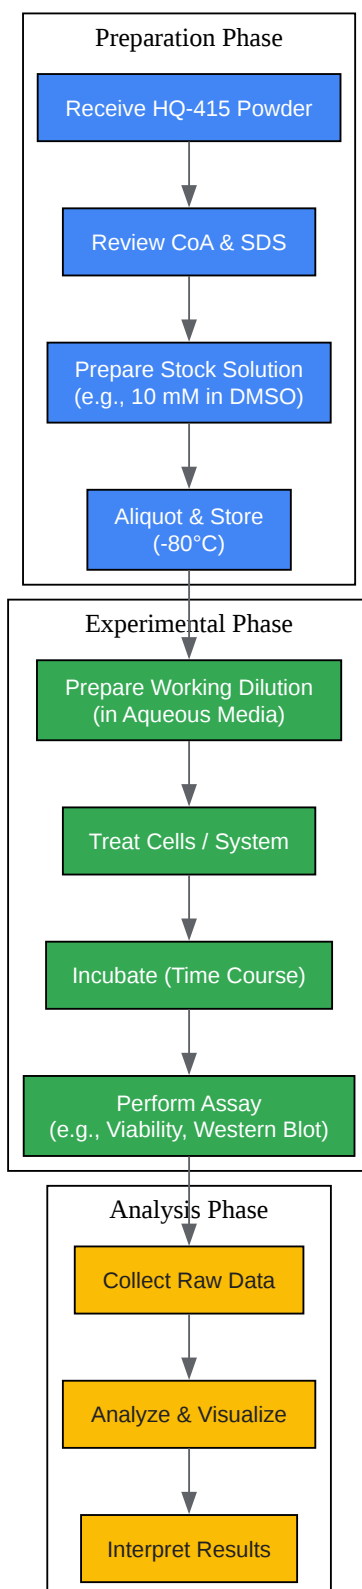 Preparation Phase
Receive HQ-415 Powder
Review CoA & SDS
Prepare Stock Solution
(e.g., 10 mM in DMSO)
Aliquot & Store
(-80°C)
Experimental Phase
Prepare Working Dilution
(in Aqueous Media)
Treat Cells / System
Incubate (Time Course)
Perform Assay
(e.g., Viability, Western Blot)
Analysis Phase
Collect Raw Data
Analyze & Visualize
Interpret Results